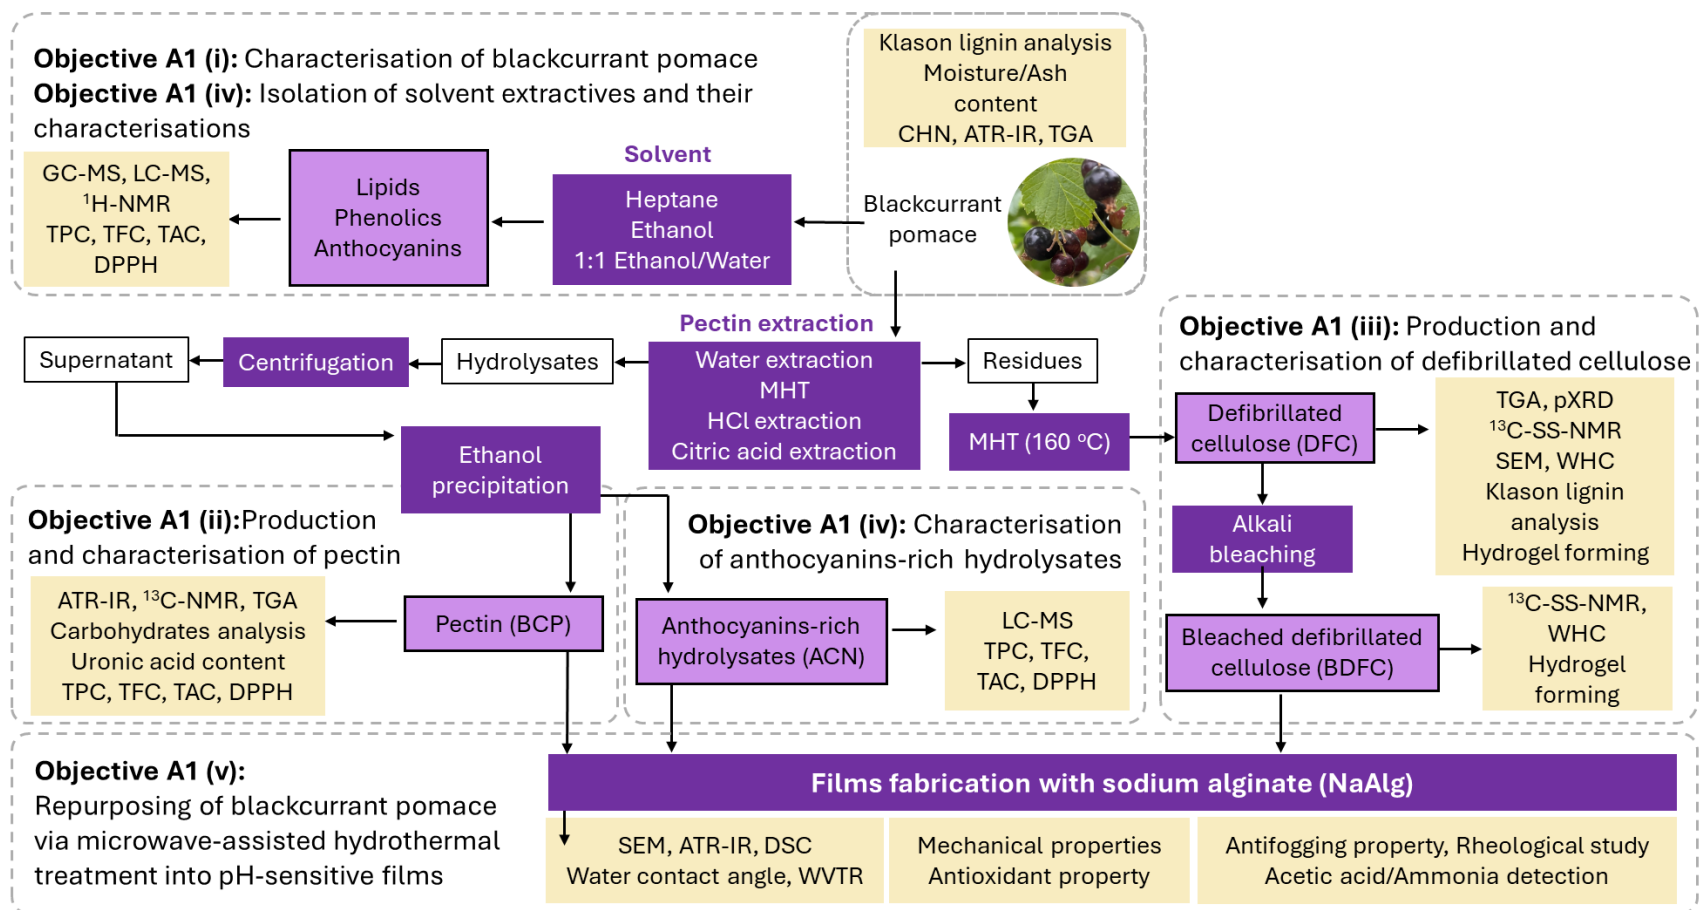 Objective A1 (i): Characterisation of blackcurrant pomace
Objective A1 (iv): Isolation of solvent extractives and their
characterisations
Klason lignin analysis
Moisture/Ash
content
CHN, ATR-IR, TGA
GC-MS, LC-MS,
¹H-NMR
TPC, TFC, TAC,
DPPH
Lipids
Phenolics
Anthocyanins
Solvent
Heptane
Ethanol
1:1 Ethanol/Water
Blackcurrant
pomace
Pectin extraction
Supernatant
Centrifugation
Hydrolysates
Water extraction
MHT
HCl extraction
Citric acid extraction
Residues
MHT (160 °C)
Objective A1 (iii): Production and
characterisation of defibrillated cellulose
Defibrillated
cellulose (DFC)
TGA, pXRD
¹³C-SS-NMR
SEM, WHC
Klason lignin
analysis
Hydrogel forming
Alkali
bleaching
Bleached defibrillated
cellulose (BDFC)
¹³C-SS-NMR,
WHC
Hydrogel
forming
Ethanol
precipitation
Objective A1 (ii):Production
and characterisation of pectin
ATR-IR, ¹³C-NMR, TGA
Carbohydrates analysis
Uronic acid content
TPC, TFC, TAC, DPPH
Pectin (BCP)
Objective A1 (iv): Characterisation
of anthocyanins-rich hydrolysates
Anthocyanins-rich
hydrolysates (ACN)
LC-MS
TPC, TFC,
TAC, DPPH
Objective A1 (v):
Repurposing of blackcurrant pomace
via microwave-assisted hydrothermal
treatment into pH-sensitive films
Films fabrication with sodium alginate (NaAlg)
SEM, ATR-IR, DSC
Water contact angle, WVTR
Mechanical properties
Antioxidant property
Antifogging property, Rheological study
Acetic acid/Ammonia detection